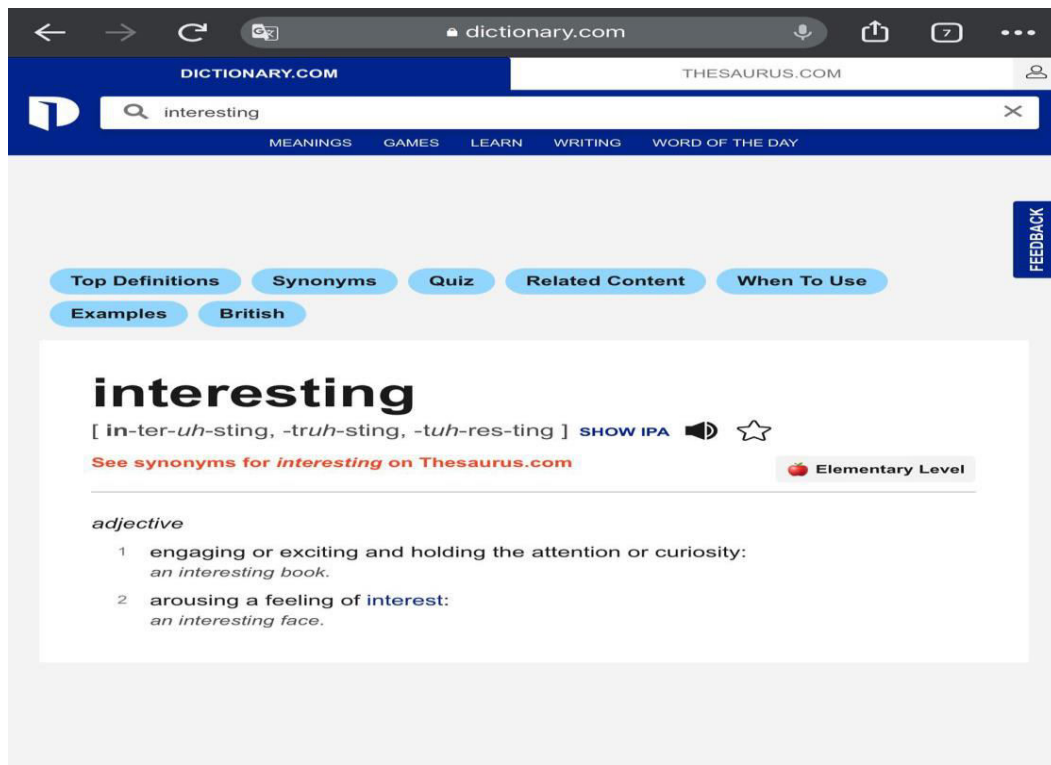 dictionary.com
7
DICTIONARY.COM
THESAURUS.COM
interesting
MEANINGS GAMES LEARN WRITING WORD OF THE DAY
FEEDBACK
Top Definitions Synonyms Quiz Related Content When To Use
Examples British
interesting
[ in-ter-uh-sting, -truh-sting, -tuh-res-ting ] SHOW IPA
See synonyms for interesting on Thesaurus.com
Elementary Level
adjective
1 engaging or exciting and holding the attention or curiosity:
an interesting book.
2 arousing a feeling of interest:
an interesting face.